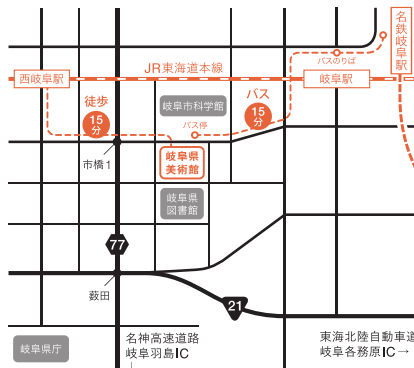 名鉄岐阜駅
バスのりば
JR東海道本線
西岐阜駅
岐阜駅
徒歩
15
分
岐阜市科学館
バス
15
分
バス停
市橋1
岐阜県
美術館
岐阜県
図書館
77
薮田
21
岐阜県庁
名神高速道路
岐阜羽島IC
↓
東海北陸自動車道
岐阜各務原IC→